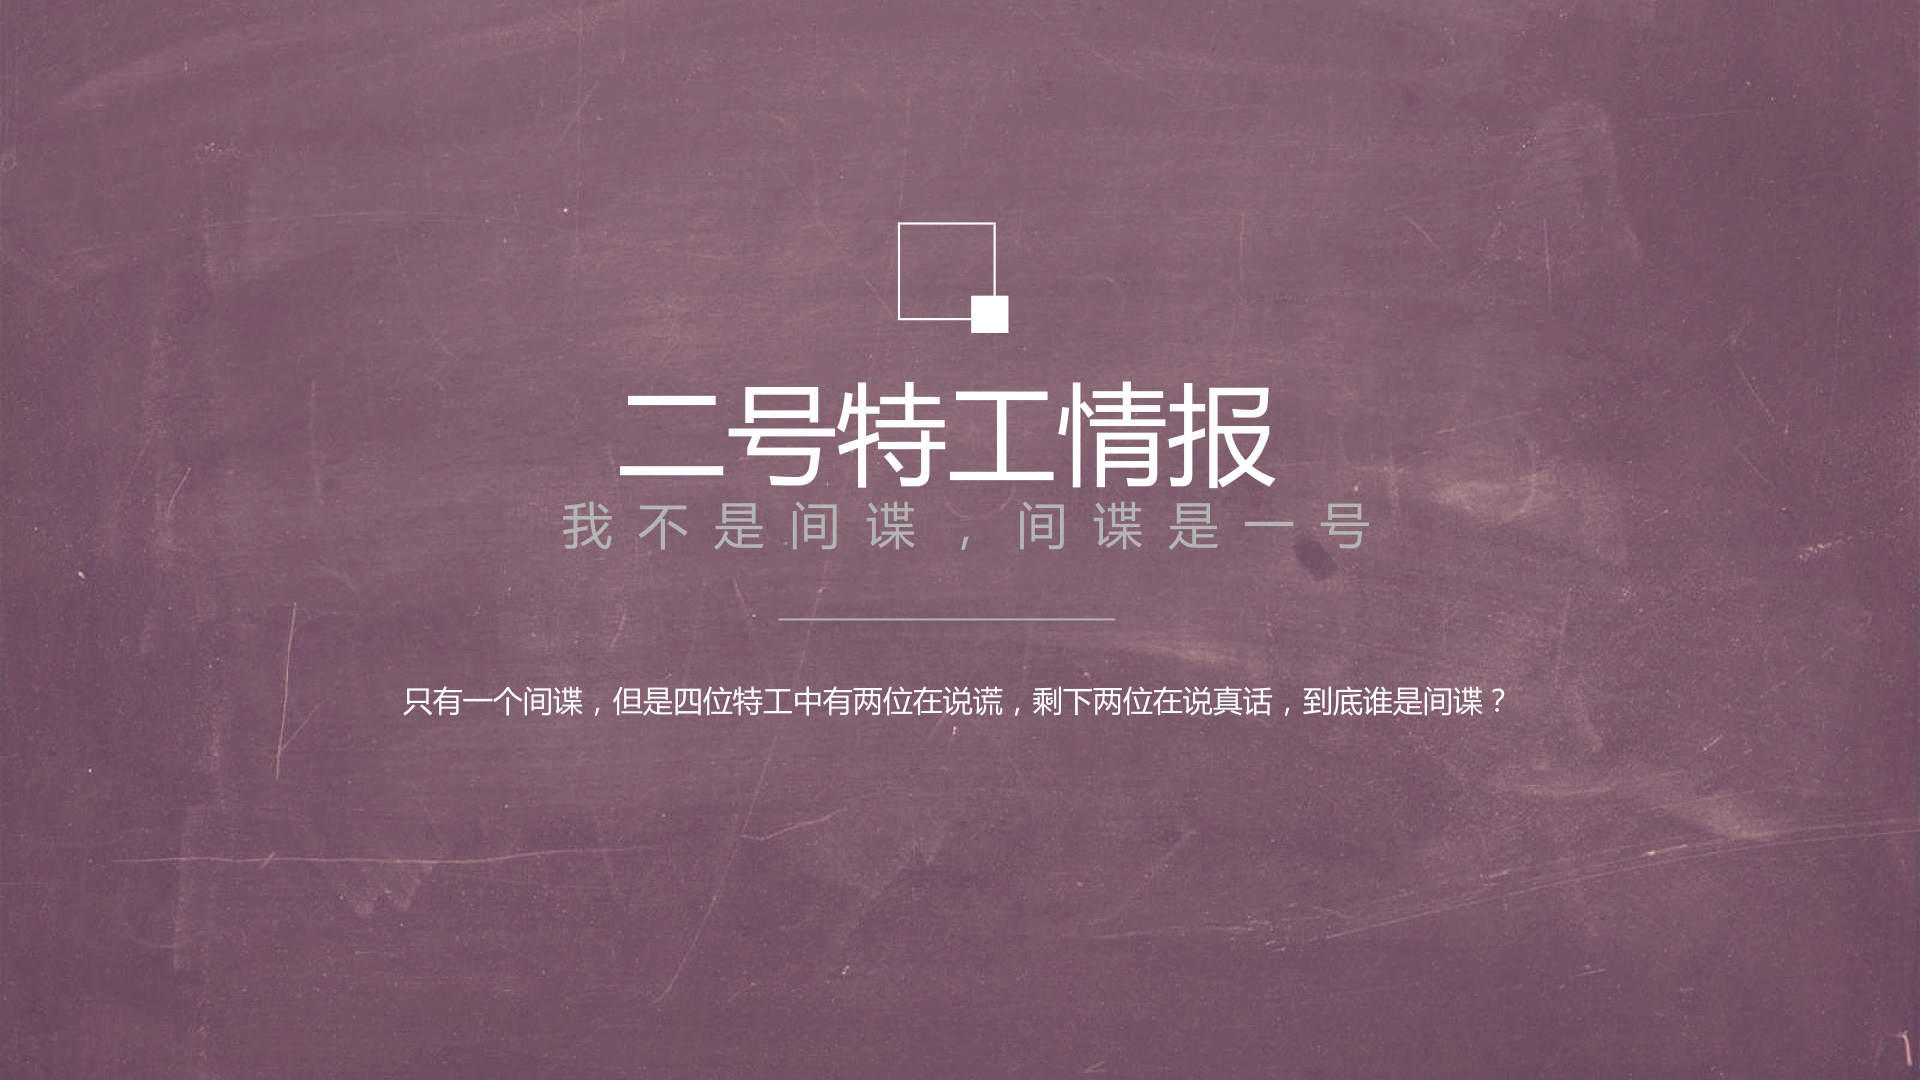 二号特工情报
我不是间谍，间谍是一号
只有一个间谍，但是四位特工中有两位在说谎，剩下两位在说真话，到底谁是间谍？